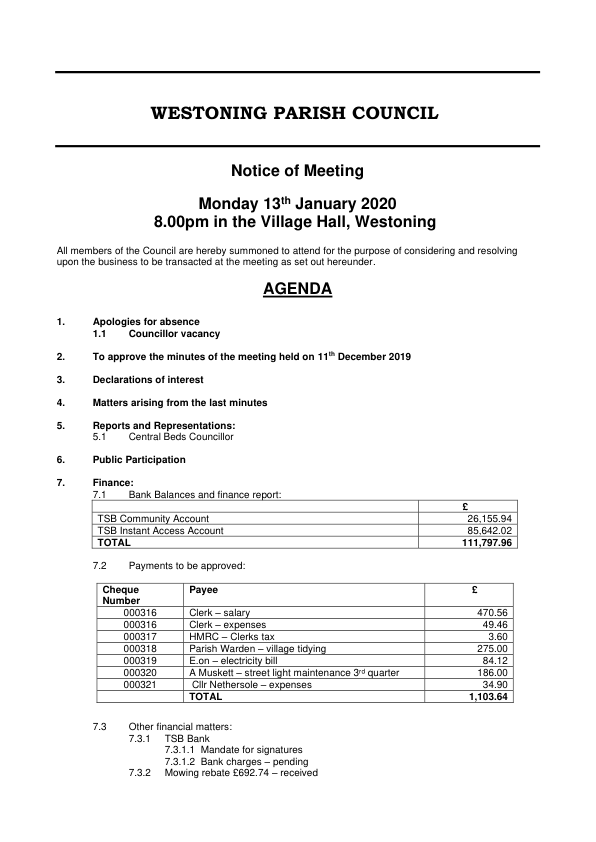 WESTONING PARISH COUNCIL
Notice of Meeting
Monday 13th January 2020
8.00pm in the Village Hall, Westoning
All members of the Council are hereby summoned to attend for the purpose of considering and resolving
upon the business to be transacted at the meeting as set out hereunder.
AGENDA
1. Apologies for absence
1.1 Councillor vacancy
2. To approve the minutes of the meeting held on 11th December 2019
3. Declarations of interest
4. Matters arising from the last minutes
5. Reports and Representations:
5.1 Central Beds Councillor
6. Public Participation
7. Finance:
7.1 Bank Balances and finance report:
£
TSB Community Account 26,155.94
TSB Instant Access Account 85,642.02
TOTAL 111,797.96
7.2 Payments to be approved:
Cheque Payee £
Number
000316 Clerk – salary 470.56
000316 Clerk – expenses 49.46
000317 HMRC – Clerks tax 3.60
000318 Parish Warden – village tidying 275.00
000319 E.on – electricity bill 84.12
000320 A Muskett – street light maintenance 3rd quarter 186.00
000321 Cllr Nethersole – expenses 34.90
TOTAL 1,103.64
7.3 Other financial matters:
7.3.1 TSB Bank
7.3.1.1 Mandate for signatures
7.3.1.2 Bank charges – pending
7.3.2 Mowing rebate £692.74 – received